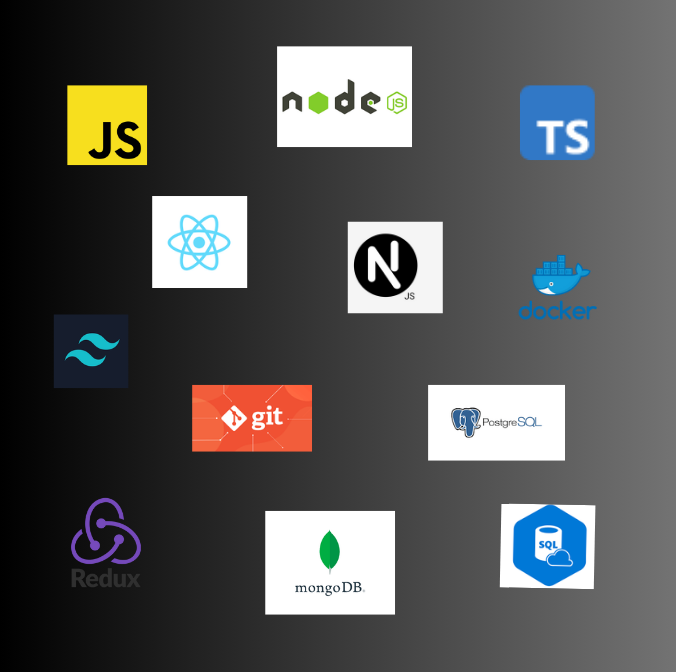 node JS
JS
TS
N
JS
docker
git
PostgreSQL
Redux
mongoDB
SQL